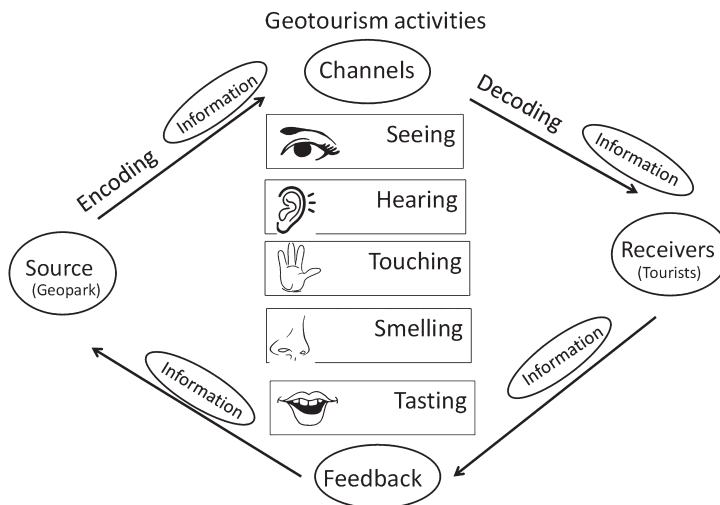 Geotourism activities
Channels
Information
Encoding
Decoding
Information
Seeing
Hearing
Touching
Smelling
Tasting
Source
(Geopark)
Receivers
(Tourists)
Information
Information
Feedback